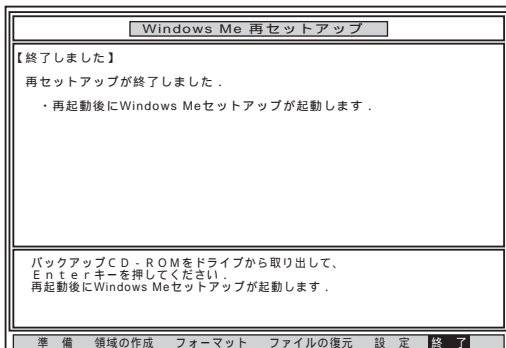 Windows Me 再セットアップ
【終了しました】
再セットアップが終了しました．
・再起動後にWindows Meセットアップが起動します．
バックアップＣＤ－ＲＯＭをドライブから取り出して、
Ｅｎｔｅｒキーを押してください．
再起動後にWindows Meセットアップが起動します．
準　備　領域の作成　フォーマット　ファイルの復元　設　定　終　了